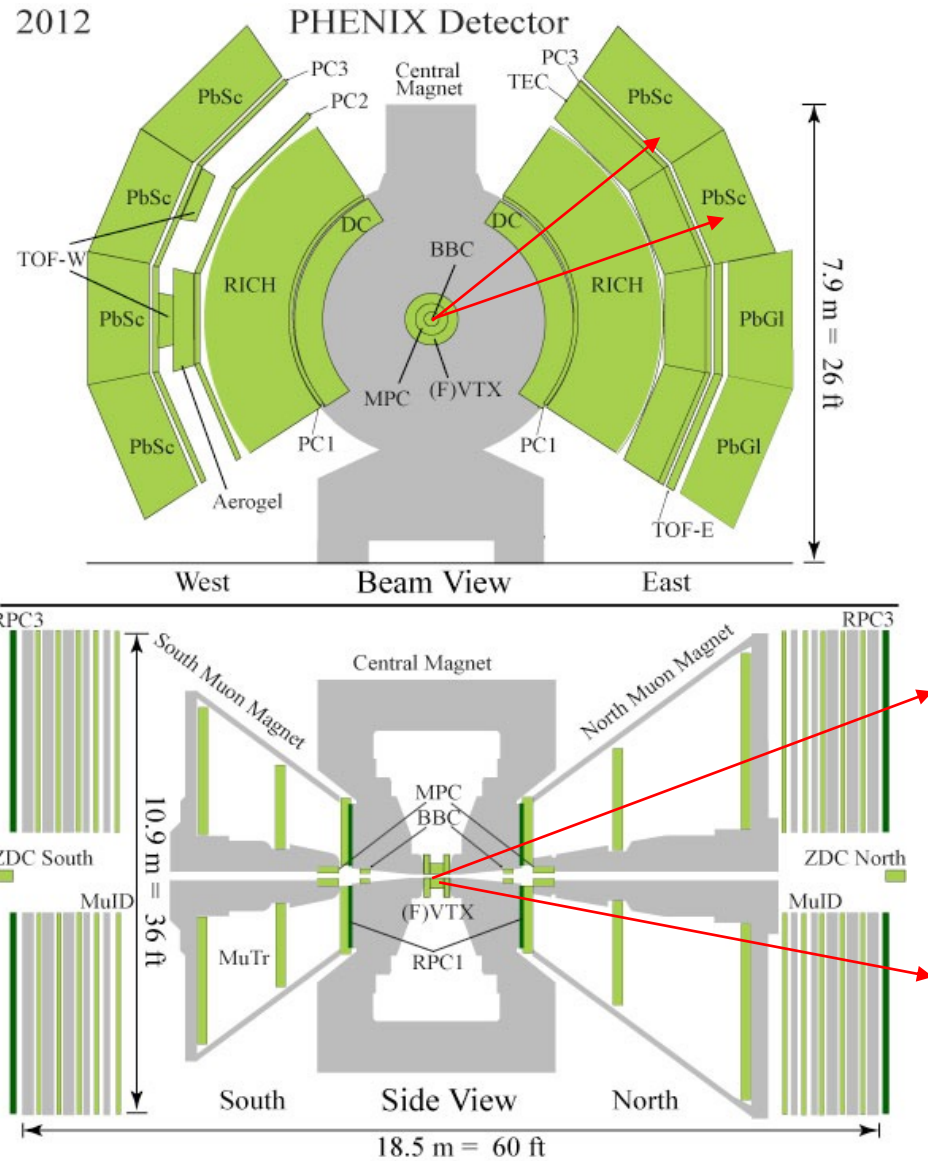 2012
PHENIX Detector
Central
Magnet
PC3
PC2
PbSc
PbSc
TOF-W
PbSc
PbSc
RICH
DC
BBC
MPC
(F)VTX
PC1
Aerogel
PC3
TEC
PbSc
PbSc
DC
RICH
PbGl
PbGl
PC1
TOF-E
7.9 m = 26 ft
West
Beam View
East
RPC3
South Muon Magnet
Central Magnet
North Muon Magnet
RPC3
MPC
BBC
10.9 m = 36 ft
ZDC South
ZDC North
MuID
(F)VTX
MuID
MuTr
RPC1
South
Side View
North
18.5 m = 60 ft